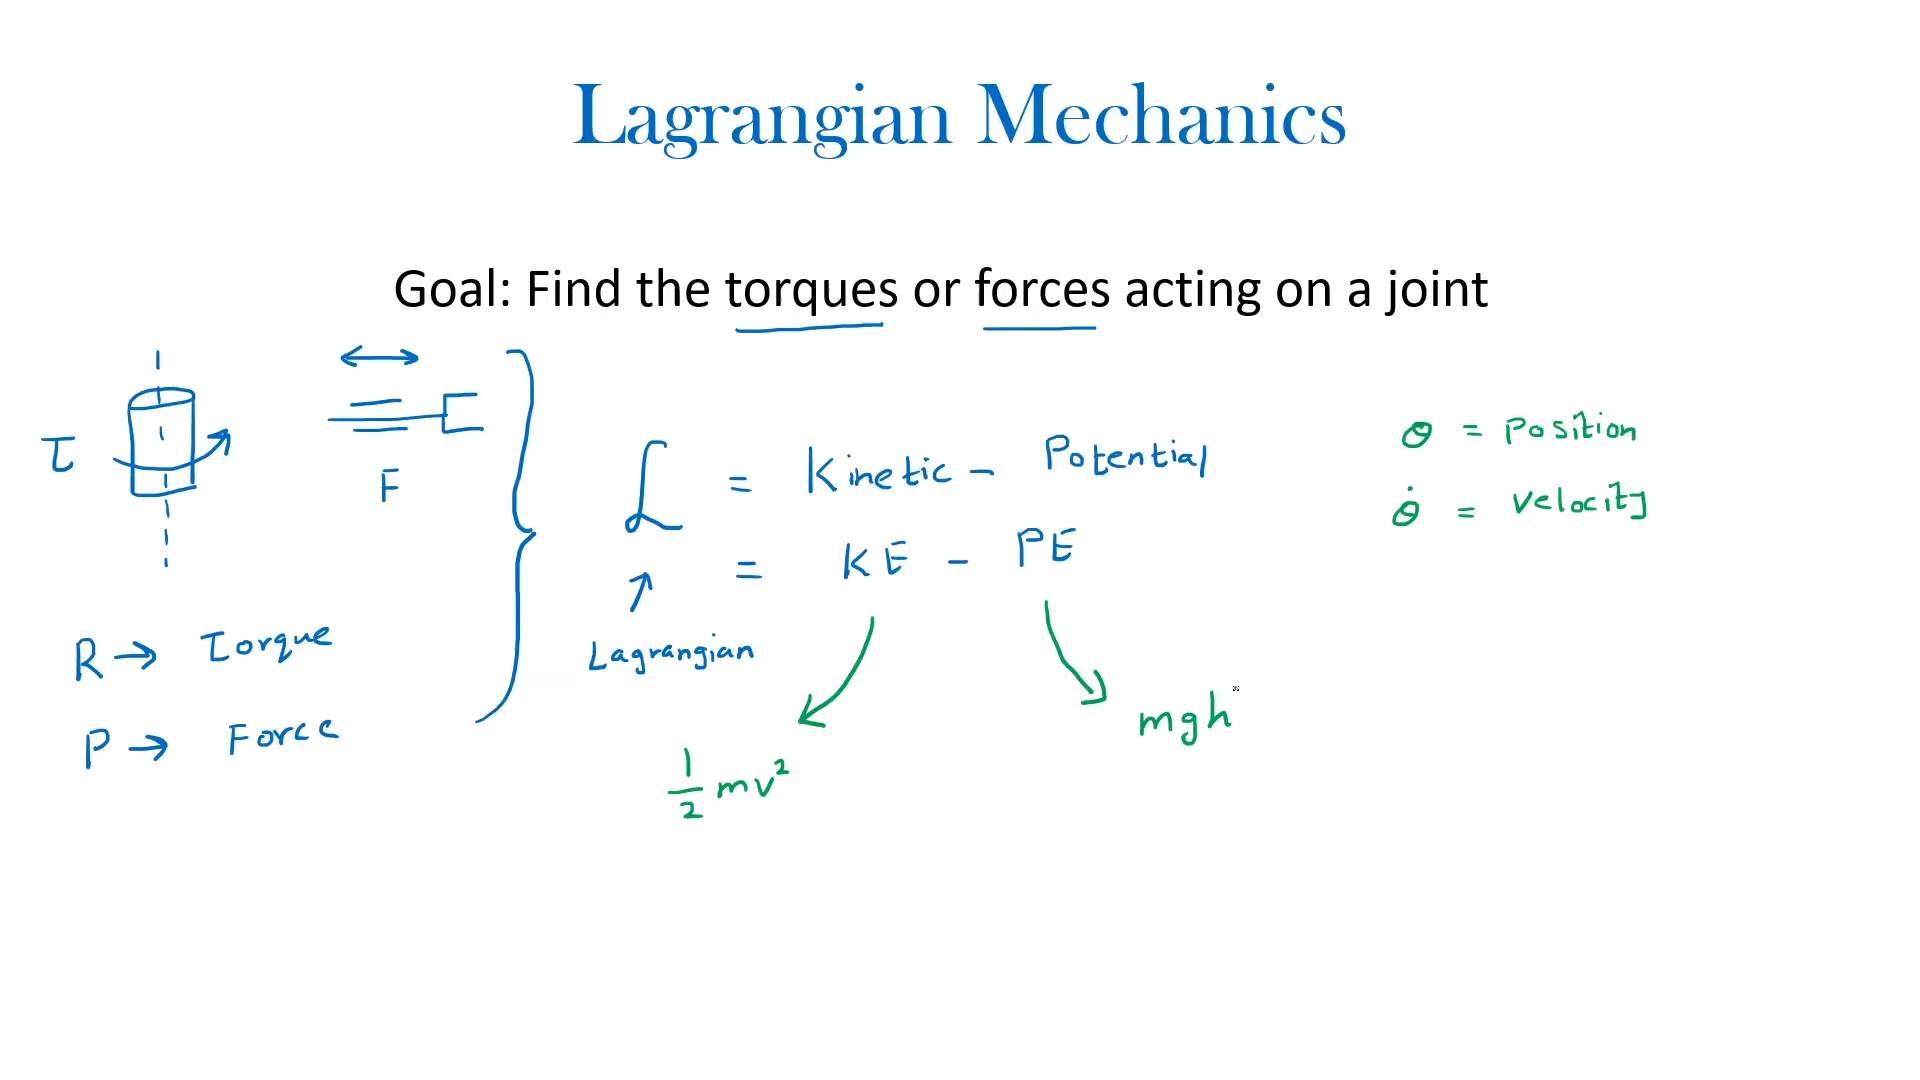 Lagrangian Mechanics
Goal: Find the torques or forces acting on a joint
τ
F
R → Torque
P → Force
ℒ = Kinetic - Potential
= KE - PE
Lagrangian
1/2 mv²
mgh
θ = Position
θ̇ = Velocity